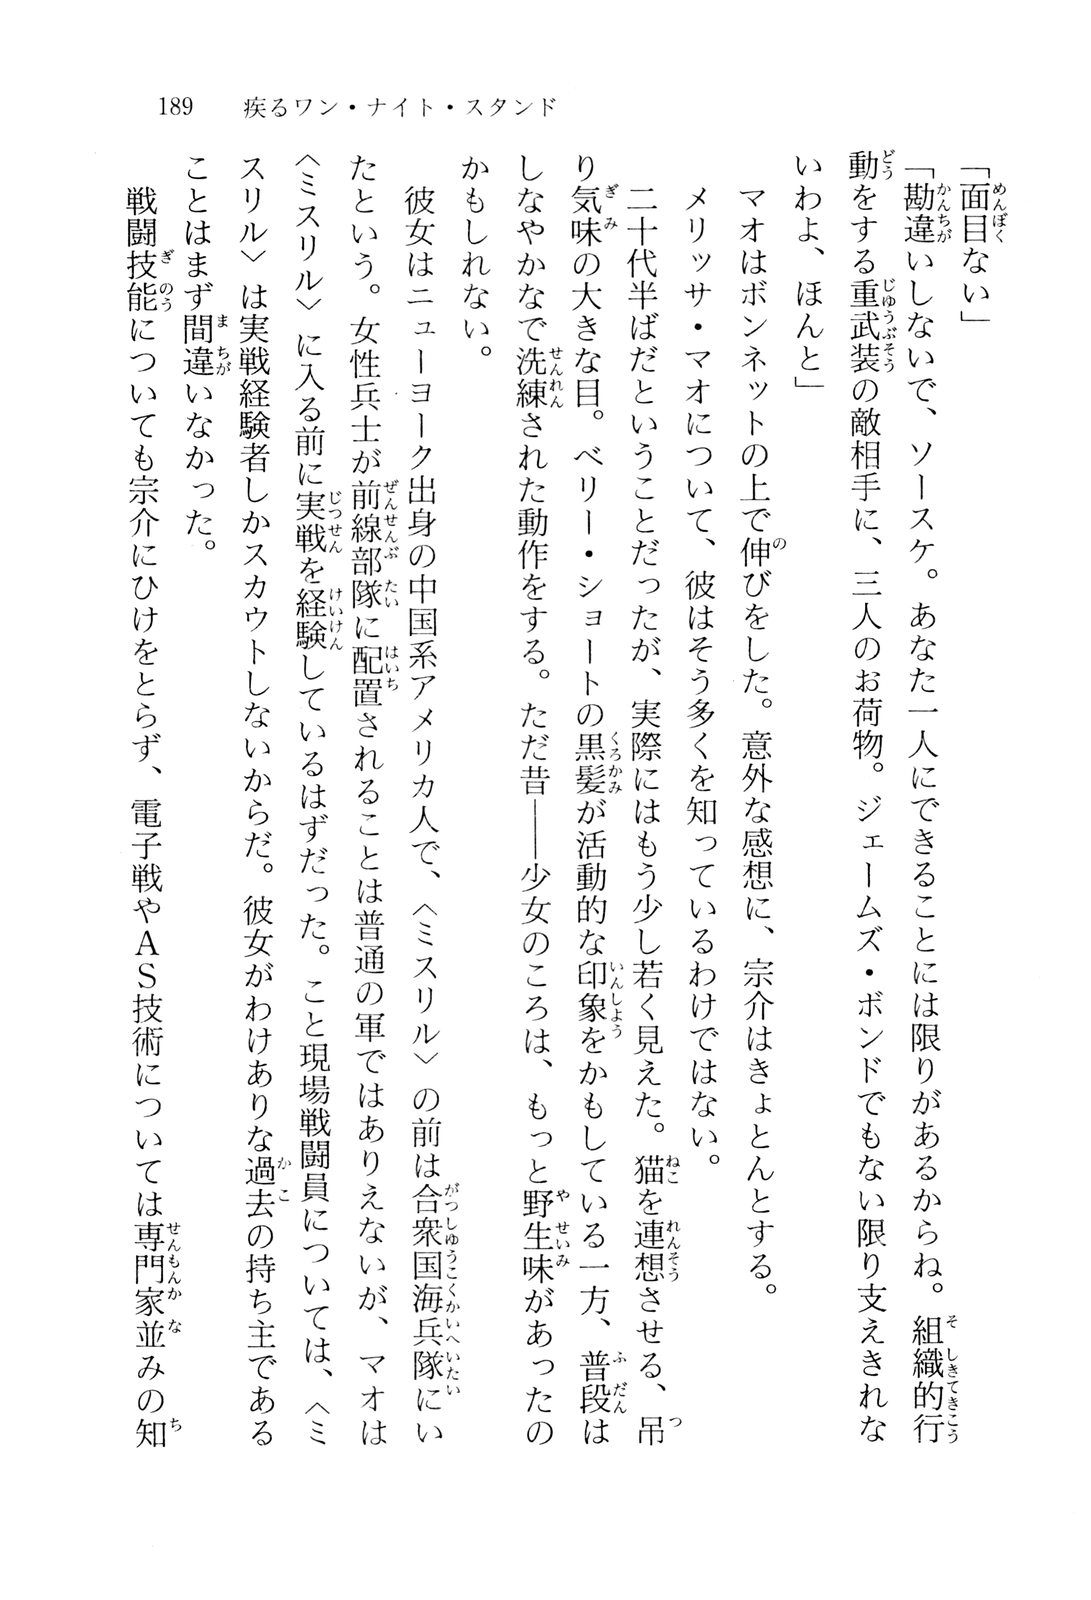 189　疾るワン・ナイト・スタンド
「面目ない」
「勘違いしないで、ソースケ。あなた一人にできることには限りがあるからね。組織的行
動をする重武装の敵相手に、三人のお荷物。ジェームズ・ボンドでもない限り支えきれな
いわよ、ほんと」
　マオはボンネットの上で伸びをした。意外な感想に、宗介はきょとんとする。
　メリッサ・マオについて、彼はそう多くを知っているわけではない。
　二十代半ばだということだったが、実際にはもう少し若く見えた。猫を連想させる、吊
り気味の大きな目。ベリー・ショートの黒髪が活動的な印象をかもしている一方、普段は
しなやかなで洗練された動作をする。ただ昔――少女のころは、もっと野生味があったの
かもしれない。
　彼女はニューヨーク出身の中国系アメリカ人で、〈ミスリル〉の前は合衆国海兵隊にい
たという。女性兵士が前線部隊に配置されることは普通の軍ではありえないが、マオは
〈ミスリル〉に入る前に実戦を経験しているはずだった。こと現場戦闘員については、〈ミ
スリル〉は実戦経験者しかスカウトしないからだ。彼女がわけありな過去の持ち主である
ことはまず間違いなかった。
　戦闘技能についても宗介にひけをとらず、電子戦やＡＳ技術については専門家並みの知